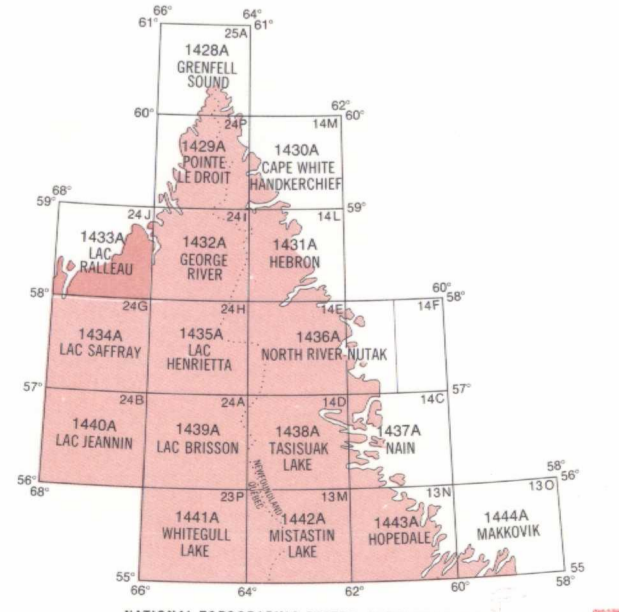 66°
64°
61°
61°
25A
1428A
GRENFELL
SOUND
62°
60°
60°
24P
14M
1429A
POINTE
LE DROIT
1430A
CAPE WHITE
HANDKERCHIEF
68°
59°
59°
24J
24I
14L
1433A
LAC
RALLEAU
1432A
GEORGE
RIVER
1431A
HEBRON
60°
58°
58°
24G
24H
14E
14F
1434A
LAC SAFFRAY
1435A
LAC
HENRIETTA
1436A
NORTH RIVER-NUTAK
57°
57°
24B
24A
14D
14C
1440A
LAC JEANNIN
1439A
LAC BRISSON
1438A
TASISUAK
LAKE
1437A
NAIN
NEWFOUNDLAND
QUÉBEC
58°
56°
56°
68°
23P
13M
13N
13O
1441A
WHITEGULL
LAKE
1442A
MISTASTIN
LAKE
1443A
HOPEDALE
1444A
MAKKOVIK
55°
55
66°
64°
62°
60°
58°